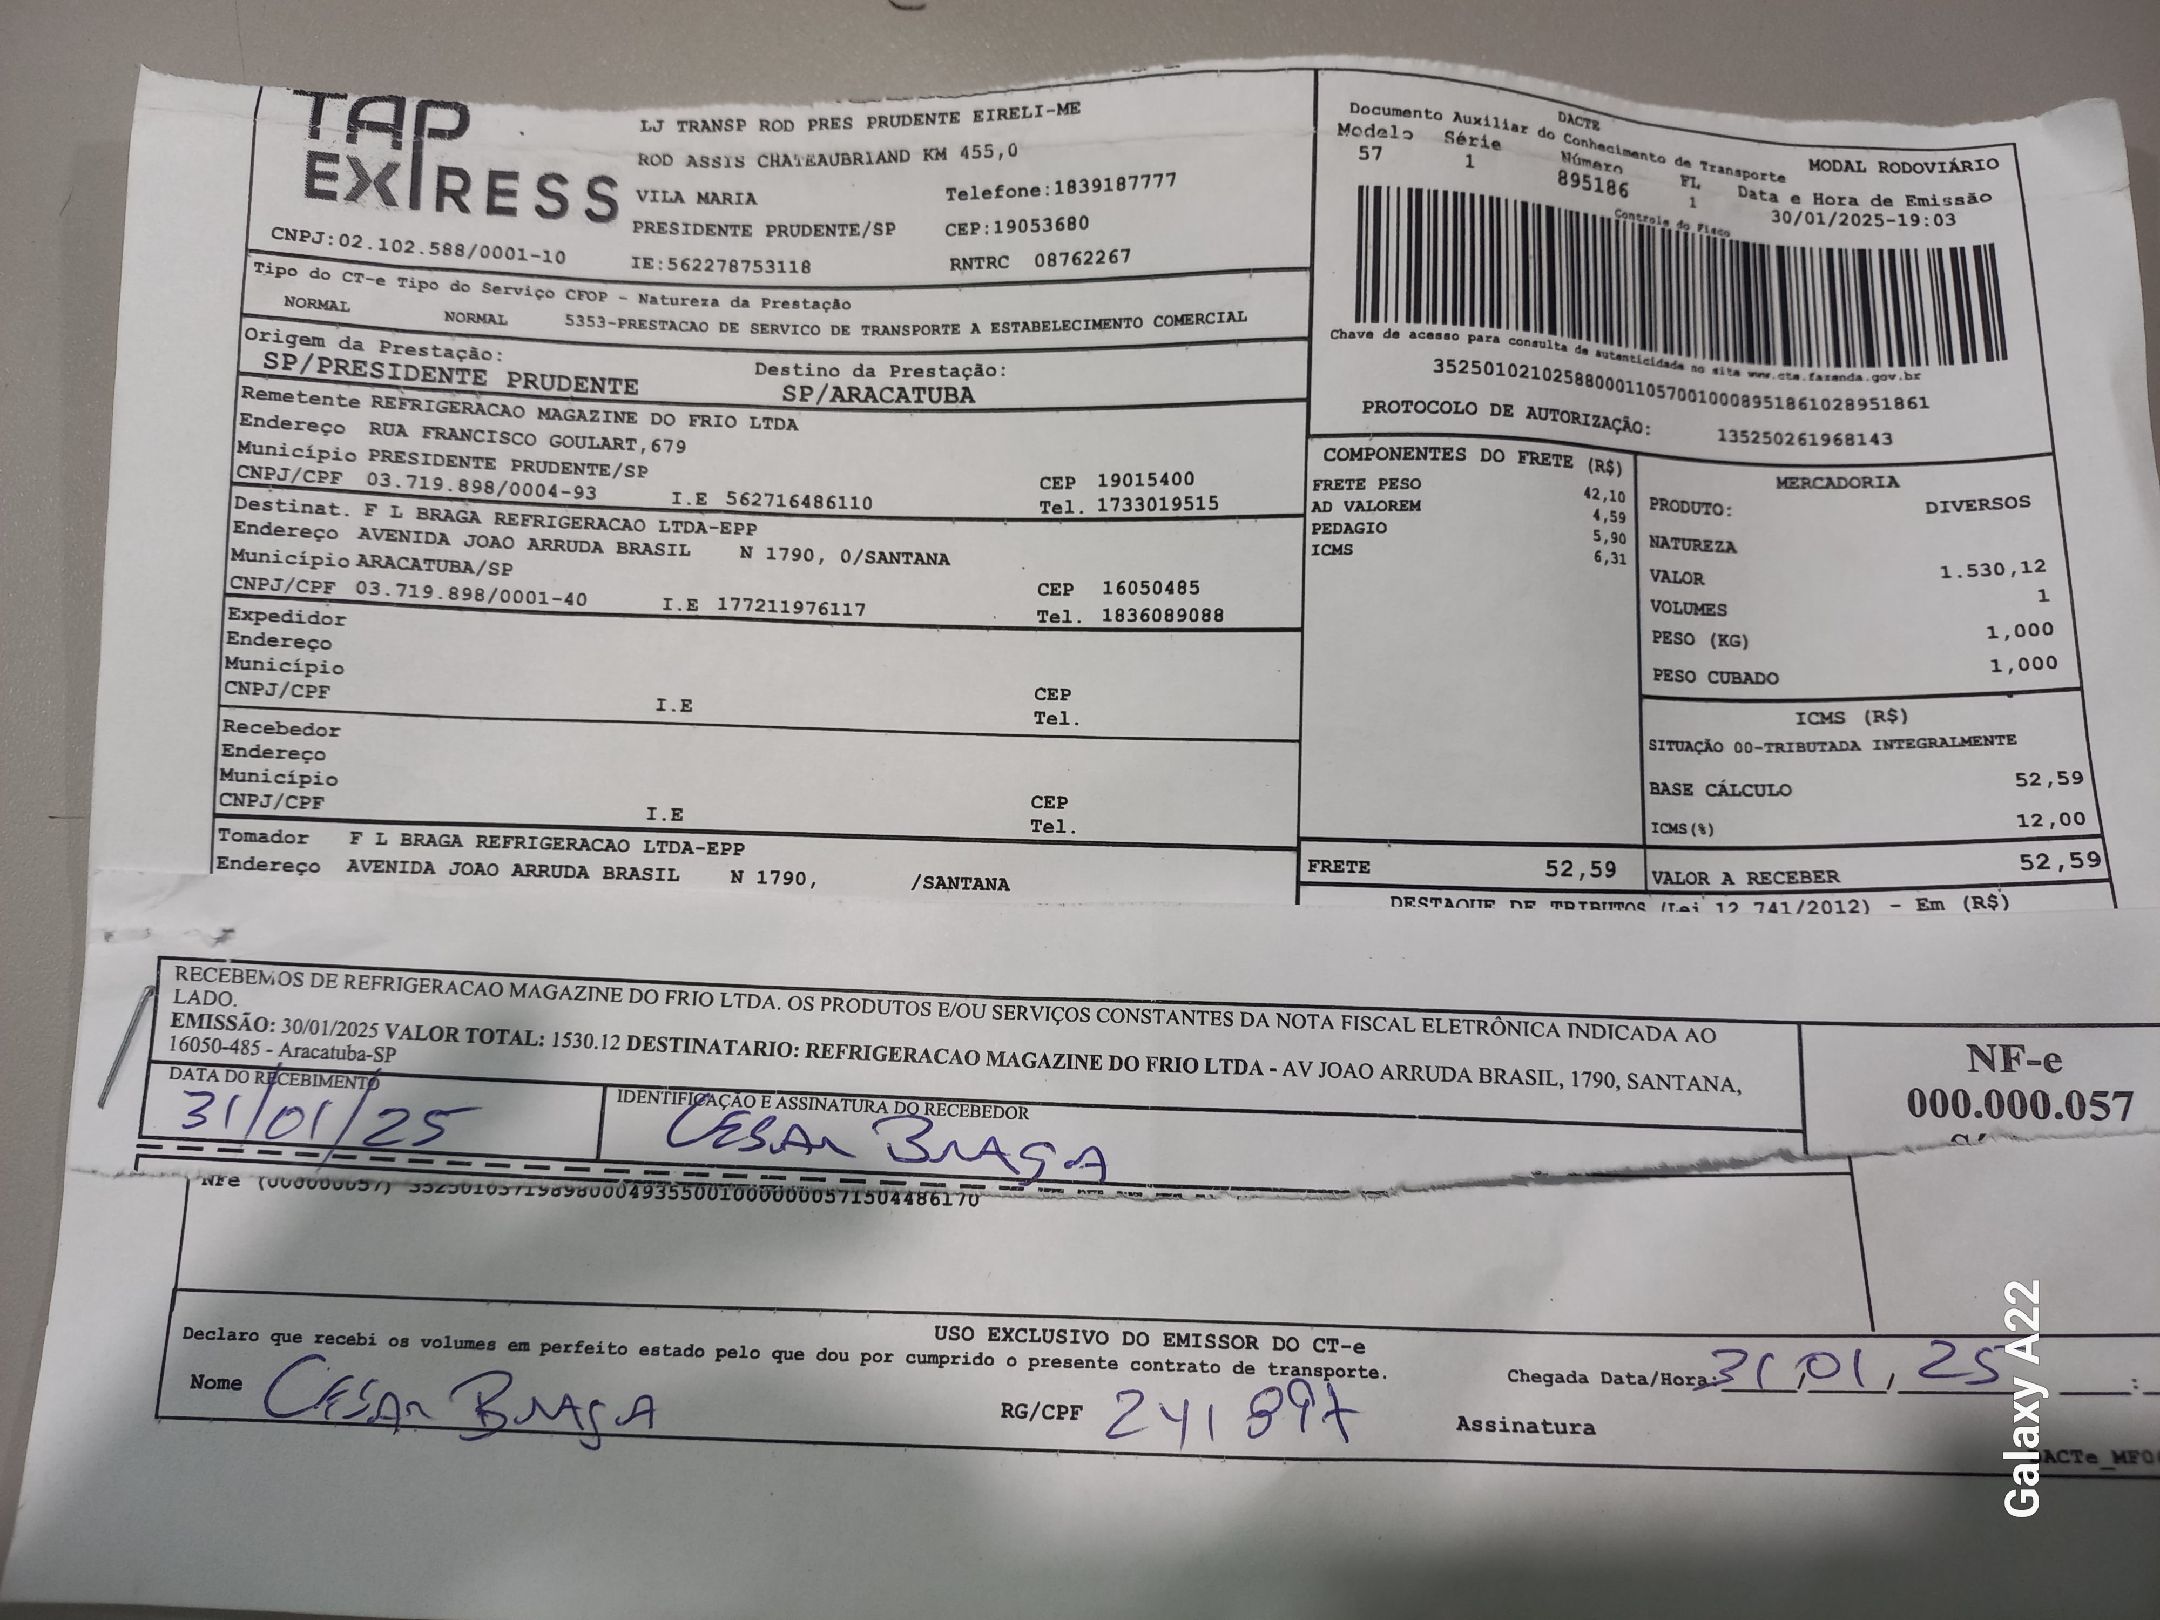 TAP EXPRESS
LJ TRANSP ROD PRES PRUDENTE EIRELI-ME
ROD ASSIS CHATEAUBRIAND KM 455,0
VILA MARIA Telefone:1839187777
PRESIDENTE PRUDENTE/SP CEP:19053680
CNPJ:02.102.588/0001-10 IE:562278753118 RNTRC 08762267
DACTE
Documento Auxiliar do Conhecimento de Transporte MODAL RODOVIÁRIO
Modelo Série Número FL Data e Hora de Emissão
57 1 895186 1 30/01/2025-19:03
Controle do Fisco
Chave de acesso para consulta de autenticidade no site www.cte.fazenda.gov.br
35250102102588000110570010008951861028951861
PROTOCOLO DE AUTORIZAÇÃO: 135250261968143
Tipo do CT-e Tipo do Serviço CFOP - Natureza da Prestação
NORMAL NORMAL 5353-PRESTACAO DE SERVICO DE TRANSPORTE A ESTABELECIMENTO COMERCIAL
Origem da Prestação: Destino da Prestação:
SP/PRESIDENTE PRUDENTE SP/ARACATUBA
Remetente REFRIGERACAO MAGAZINE DO FRIO LTDA
Endereço RUA FRANCISCO GOULART,679
Município PRESIDENTE PRUDENTE/SP CEP 19015400
CNPJ/CPF 03.719.898/0004-93 I.E 562716486110 Tel. 1733019515
Destinat. F L BRAGA REFRIGERACAO LTDA-EPP
Endereço AVENIDA JOAO ARRUDA BRASIL N 1790, 0/SANTANA
Município ARACATUBA/SP CEP 16050485
CNPJ/CPF 03.719.898/0001-40 I.E 177211976117 Tel. 1836089088
Expedidor
Endereço
Município CEP
CNPJ/CPF I.E Tel.
Recebedor
Endereço
Município CEP
CNPJ/CPF I.E Tel.
Tomador F L BRAGA REFRIGERACAO LTDA-EPP
Endereço AVENIDA JOAO ARRUDA BRASIL N 1790, /SANTANA
COMPONENTES DO FRETE (R$)
FRETE PESO 42,10
AD VALOREM 4,59
PEDAGIO 5,90
ICMS 6,31
FRETE 52,59
MERCADORIA
PRODUTO: DIVERSOS
NATUREZA
VALOR 1.530,12
VOLUMES 1
PESO (KG) 1,000
PESO CUBADO 1,000
ICMS (R$)
SITUAÇÃO 00-TRIBUTADA INTEGRALMENTE
BASE CÁLCULO 52,59
ICMS(%) 12,00
VALOR A RECEBER 52,59
DESTAQUE DE TRIBUTOS (Lei 12 741/2012) - Em (R$)
RECEBEMOS DE REFRIGERACAO MAGAZINE DO FRIO LTDA. OS PRODUTOS E/OU SERVIÇOS CONSTANTES DA NOTA FISCAL ELETRÔNICA INDICADA AO
LADO.
EMISSÃO: 30/01/2025 VALOR TOTAL: 1530.12 DESTINATARIO: REFRIGERACAO MAGAZINE DO FRIO LTDA - AV JOAO ARRUDA BRASIL, 1790, SANTANA,
16050-485 - Aracatuba-SP
NF-e
000.000.057
DATA DO RECEBIMENTO IDENTIFICAÇÃO E ASSINATURA DO RECEBEDOR
31/01/25 CESAR BRAGA
NFe (000000057) 35250103719898000493550010000000571504486170
USO EXCLUSIVO DO EMISSOR DO CT-e
Declaro que recebi os volumes em perfeito estado pelo que dou por cumprido o presente contrato de transporte.
Nome CESAR BRAGA RG/CPF 241897 Chegada Data/Hora: 31,01,25 :
Assinatura
Galaxy A22